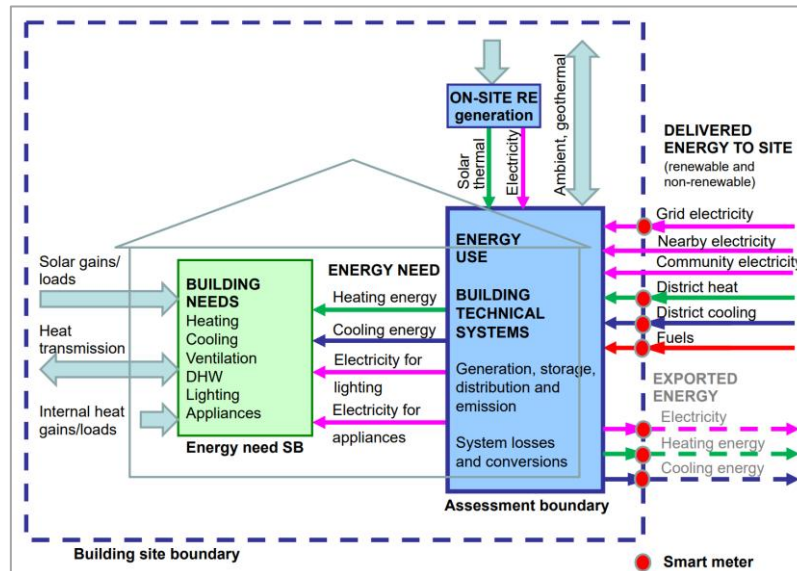 ON-SITE RE
generation
Solar
thermal
Electricity
Ambient, geothermal
DELIVERED
ENERGY TO SITE
(renewable and
non-renewable)
Grid electricity
Nearby electricity
Community electricity
District heat
District cooling
Fuels
EXPORTED
ENERGY
Electricity
Heating energy
Cooling energy
Solar gains/
loads
Heat
transmission
Internal heat
gains/loads
BUILDING
NEEDS
Heating
Cooling
Ventilation
DHW
Lighting
Appliances
Energy need SB
ENERGY NEED
Heating energy
Cooling energy
Electricity for
lighting
Electricity for
appliances
ENERGY
USE
BUILDING
TECHNICAL
SYSTEMS
Generation, storage,
distribution and
emission
System losses
and conversions
Assessment boundary
Building site boundary
Smart meter